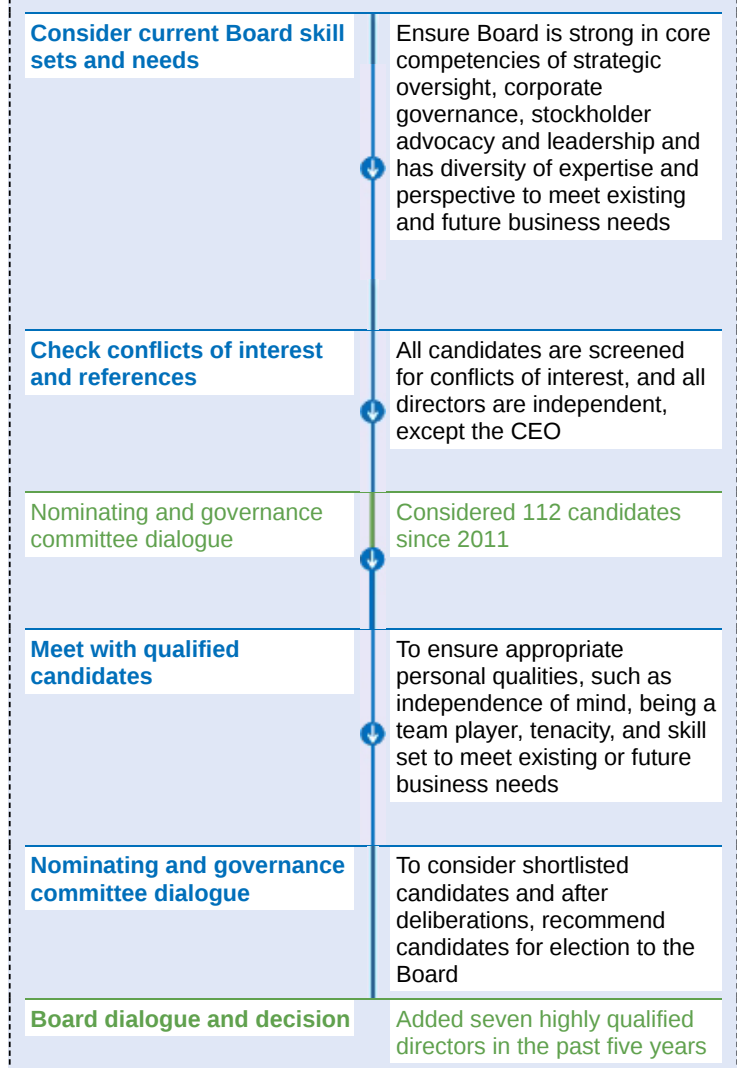 Consider current Board skill
sets and needs
Ensure Board is strong in core
competencies of strategic
oversight, corporate
governance, stockholder
advocacy and leadership and
has diversity of expertise and
perspective to meet existing
and future business needs
Check conflicts of interest
and references
All candidates are screened
for conflicts of interest, and all
directors are independent,
except the CEO
Nominating and governance
committee dialogue
Considered 112 candidates
since 2011
Meet with qualified
candidates
To ensure appropriate
personal qualities, such as
independence of mind, being a
team player, tenacity, and skill
set to meet existing or future
business needs
Nominating and governance
committee dialogue
To consider shortlisted
candidates and after
deliberations, recommend
candidates for election to the
Board
Board dialogue and decision
Added seven highly qualified
directors in the past five years